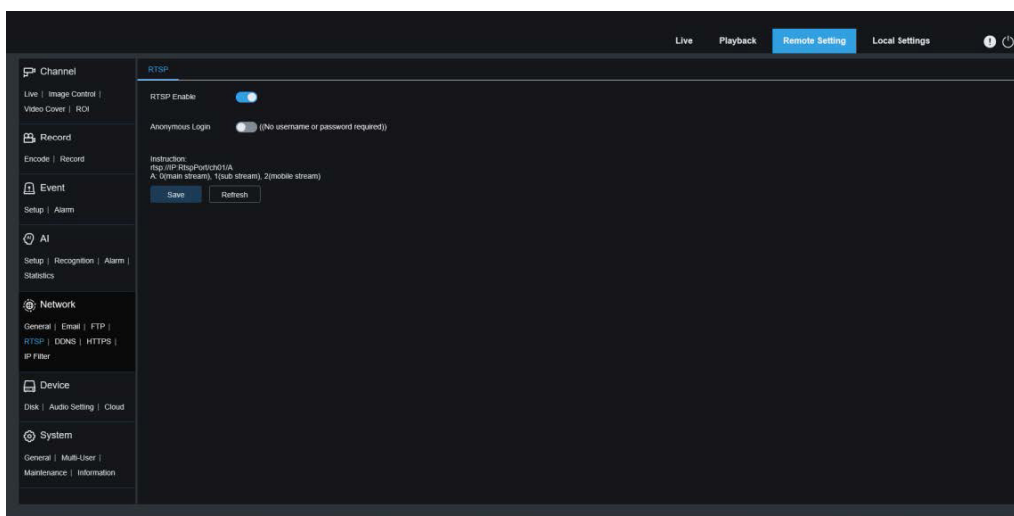 Live Playback Remote Setting Local Settings
Channel
Live | Image Control |
Video Cover | ROI
Record
Encode | Record
Event
Setup | Alarm
AI
Setup | Recognition | Alarm |
Statistics
Network
General | Email | FTP |
RTSP | DDNS | HTTPS |
IP Filter
Device
Disk | Audio Setting | Cloud
System
General | Multi-User |
Maintenance | Information
RTSP
RTSP Enable
Anonymous Login ((No username or password required))
Instruction:
rtsp://IP:RtspPort/ch01/A
A: 0(main stream), 1(sub stream), 2(mobile stream)
Save Refresh